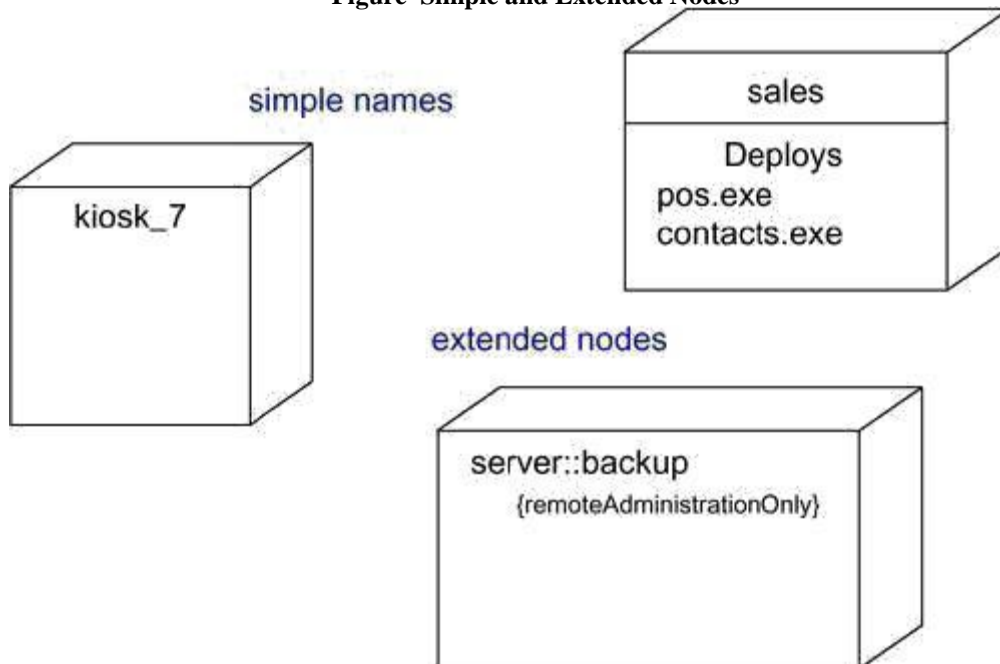 Figure Simple and Extended Nodes
simple names
sales
Deploys
pos.exe
contacts.exe
kiosk_7
extended nodes
server::backup
{remoteAdministrationOnly}